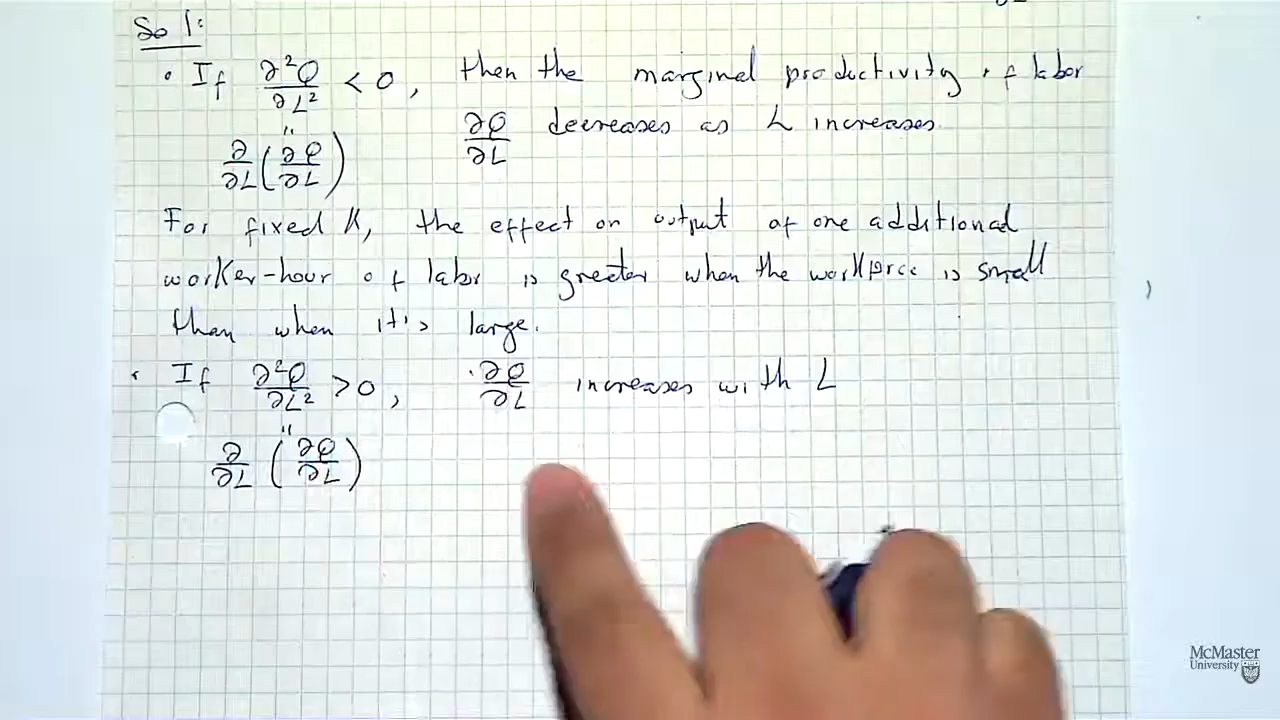 Sol:
• If ∂²Q/∂L² < 0, then the marginal productivity of labor
∂/∂L (∂Q/∂L) ∂Q/∂L decreases as L increases.
For fixed K, the effect on output of one additional
worker-hour of labor is greater when the workforce is small
than when it's large.
• If ∂²Q/∂L² > 0, ∂Q/∂L increases with L
"
∂/∂L (∂Q/∂L)
McMaster
University